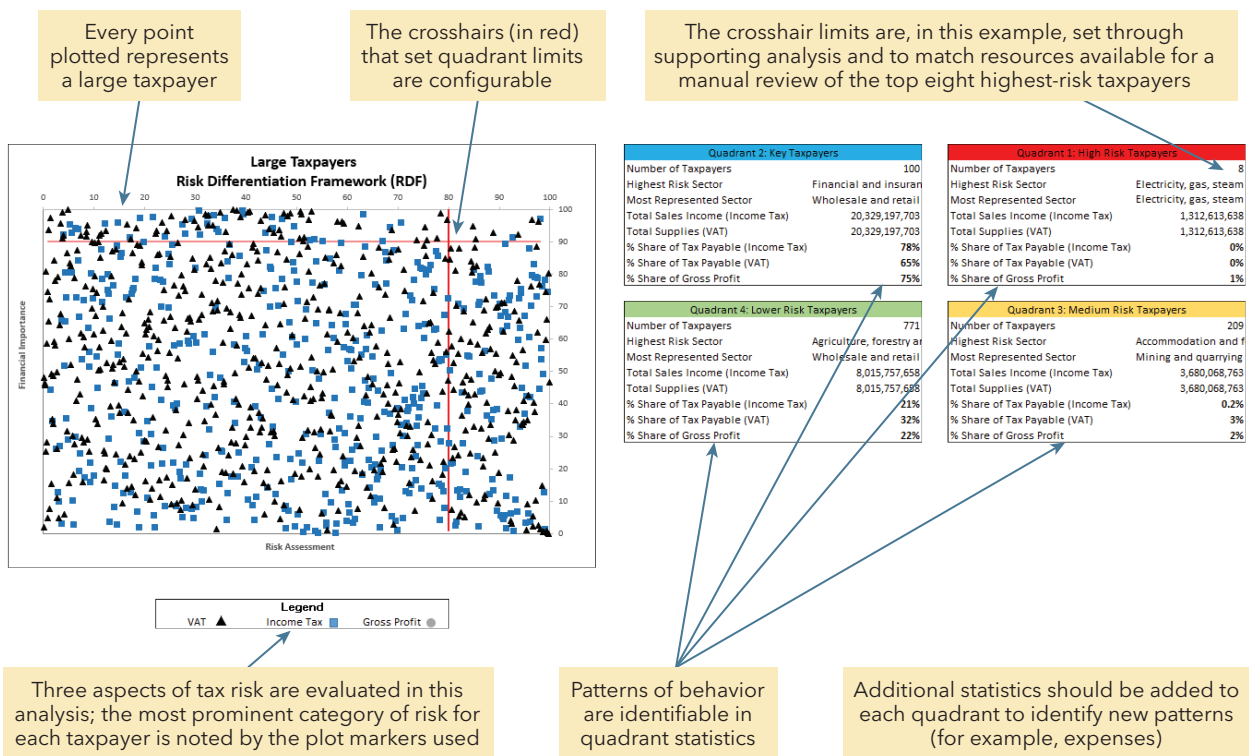 Every point
plotted represents
a large taxpayer
The crosshairs (in red)
that set quadrant limits
are configurable
The crosshair limits are, in this example, set through
supporting analysis and to match resources available for a
manual review of the top eight highest-risk taxpayers
Large Taxpayers
Risk Differentiation Framework (RDF)
0 10 20 30 40 50 60 70 80 90 100
100
90
80
70
60
50
40
30
20
10
0
Financial Importance
Risk Assessment
Legend
VAT Income Tax Gross Profit
Quadrant 2: Key Taxpayers
Number of Taxpayers 100
Highest Risk Sector Financial and insuran
Most Represented Sector Wholesale and retail
Total Sales Income (Income Tax) 20,329,197,703
Total Supplies (VAT) 20,329,197,703
% Share of Tax Payable (Income Tax) 78%
% Share of Tax Payable (VAT) 65%
% Share of Gross Profit 75%
Quadrant 1: High Risk Taxpayers
Number of Taxpayers 8
Highest Risk Sector Electricity, gas, steam
Most Represented Sector Electricity, gas, steam
Total Sales Income (Income Tax) 1,312,613,638
Total Supplies (VAT) 1,312,613,638
% Share of Tax Payable (Income Tax) 0%
% Share of Tax Payable (VAT) 0%
% Share of Gross Profit 1%
Quadrant 4: Lower Risk Taxpayers
Number of Taxpayers 771
Highest Risk Sector Agriculture, forestry ar
Most Represented Sector Wholesale and retail
Total Sales Income (Income Tax) 8,015,757,658
Total Supplies (VAT) 8,015,757,658
% Share of Tax Payable (Income Tax) 21%
% Share of Tax Payable (VAT) 32%
% Share of Gross Profit 22%
Quadrant 3: Medium Risk Taxpayers
Number of Taxpayers 209
Highest Risk Sector Accommodation and f
Most Represented Sector Mining and quarrying
Total Sales Income (Income Tax) 3,680,068,763
Total Supplies (VAT) 3,680,068,763
% Share of Tax Payable (Income Tax) 0.2%
% Share of Tax Payable (VAT) 3%
% Share of Gross Profit 2%
Three aspects of tax risk are evaluated in this
analysis; the most prominent category of risk for
each taxpayer is noted by the plot markers used
Patterns of behavior
are identifiable in
quadrant statistics
Additional statistics should be added to
each quadrant to identify new patterns
(for example, expenses)